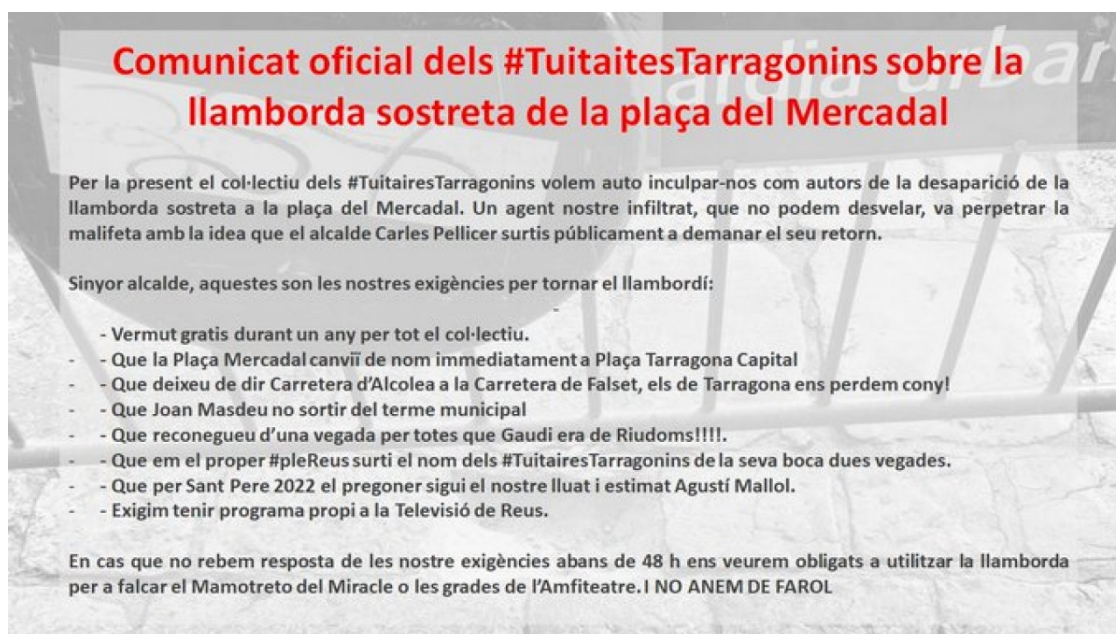 Comunicat oficial dels #TuitaitesTarragonins sobre la
llamborda sostreta de la plaça del Mercadal
ardia urban
Per la present el col·lectiu dels #TuitairesTarragonins volem auto inculpar-nos com autors de la desaparició de la
llamborda sostreta a la plaça del Mercadal. Un agent nostre infiltrat, que no podem desvelar, va perpetrar la
malifeta amb la idea que el alcalde Carles Pellicer surtis públicament a demanar el seu retorn.
Sinyor alcalde, aquestes son les nostres exigències per tornar el llambordí:
-
- Vermut gratis durant un any per tot el col·lectiu.
- - Que la Plaça Mercadal canviï de nom immediatament a Plaça Tarragona Capital
- - Que deixeu de dir Carretera d’Alcolea a la Carretera de Falset, els de Tarragona ens perdem cony!
- - Que Joan Masdeu no sortir del terme municipal
- - Que reconegueu d’una vegada per totes que Gaudi era de Riudoms!!!!.
- - Que em el proper #pleReus surti el nom dels #TuitairesTarragonins de la seva boca dues vegades.
- - Que per Sant Pere 2022 el pregoner sigui el nostre lluat i estimat Agustí Mallol.
- - Exigim tenir programa propi a la Televisió de Reus.
En cas que no rebem resposta de les nostre exigències abans de 48 h ens veurem obligats a utilitzar la llamborda
per a falcar el Mamotreto del Miracle o les grades de l’Amfiteatre. I NO ANEM DE FAROL